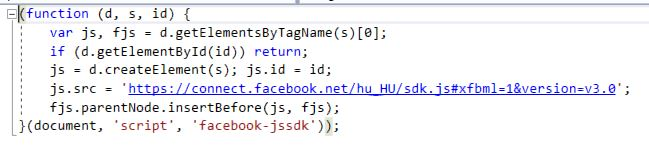 (function (d, s, id) {
var js, fjs = d.getElementsByTagName(s)[0];
if (d.getElementById(id)) return;
js = d.createElement(s); js.id = id;
js.src = 'https://connect.facebook.net/hu_HU/sdk.js#xfbml=1&version=v3.0';
fjs.parentNode.insertBefore(js, fjs);
}(document, 'script', 'facebook-jssdk'));